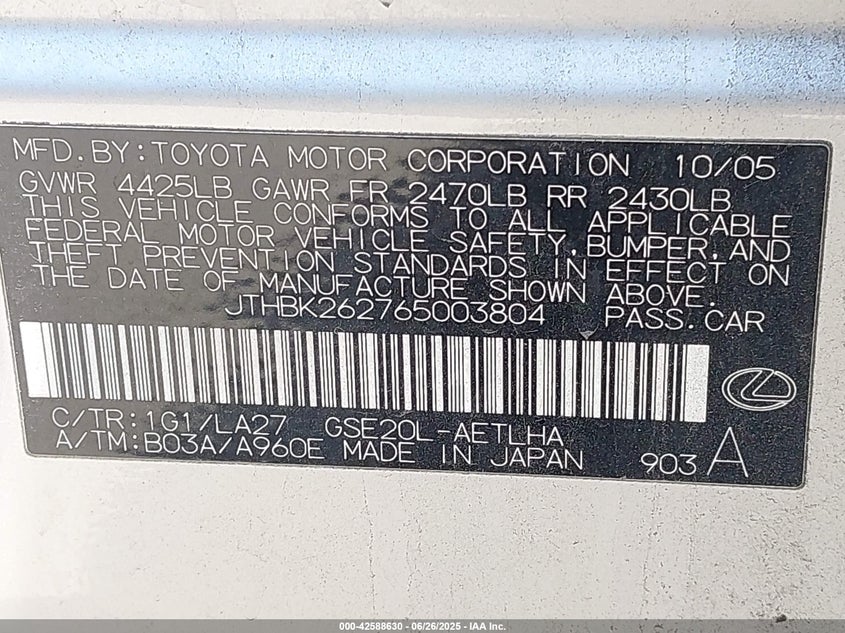 MFD.BY:TOYOTA MOTOR CORPORATION 10/05
GVWR 4425LB GAWR FR 2470LB RR 2430LB
THIS VEHICLE CONFORMS TO ALL APPLICABLE
FEDERAL MOTOR VEHICLE SAFETY,BUMPER,AND
THEFT PREVENTION STANDARDS IN EFFECT ON
THE DATE OF MANUFACTURE SHOWN ABOVE.
JTHBK262765003804 PASS.CAR
C/TR:1G1/LA27 GSE20L-AETLHA
A/TM:B03A/A960E MADE IN JAPAN 903 A
000-42588630 - 06/26/2025 - IAA Inc.